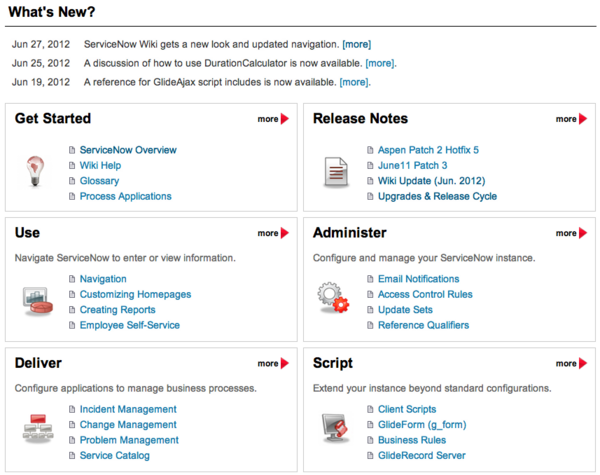 What's New?
Jun 27, 2012 ServiceNow Wiki gets a new look and updated navigation. [more]
Jun 25, 2012 A discussion of how to use DurationCalculator is now available. [more].
Jun 19, 2012 A reference for GlideAjax script includes is now available. [more].
Get Started more
ServiceNow Overview
Wiki Help
Glossary
Process Applications
Release Notes more
Aspen Patch 2 Hotfix 5
June11 Patch 3
Wiki Update (Jun. 2012)
Upgrades & Release Cycle
Use more
Navigate ServiceNow to enter or view information.
Navigation
Customizing Homepages
Creating Reports
Employee Self-Service
Administer more
Configure and manage your ServiceNow instance.
Email Notifications
Access Control Rules
Update Sets
Reference Qualifiers
Deliver more
Configure applications to manage business processes.
Incident Management
Change Management
Problem Management
Service Catalog
Script more
Extend your instance beyond standard configurations.
Client Scripts
GlideForm (g_form)
Business Rules
GlideRecord Server